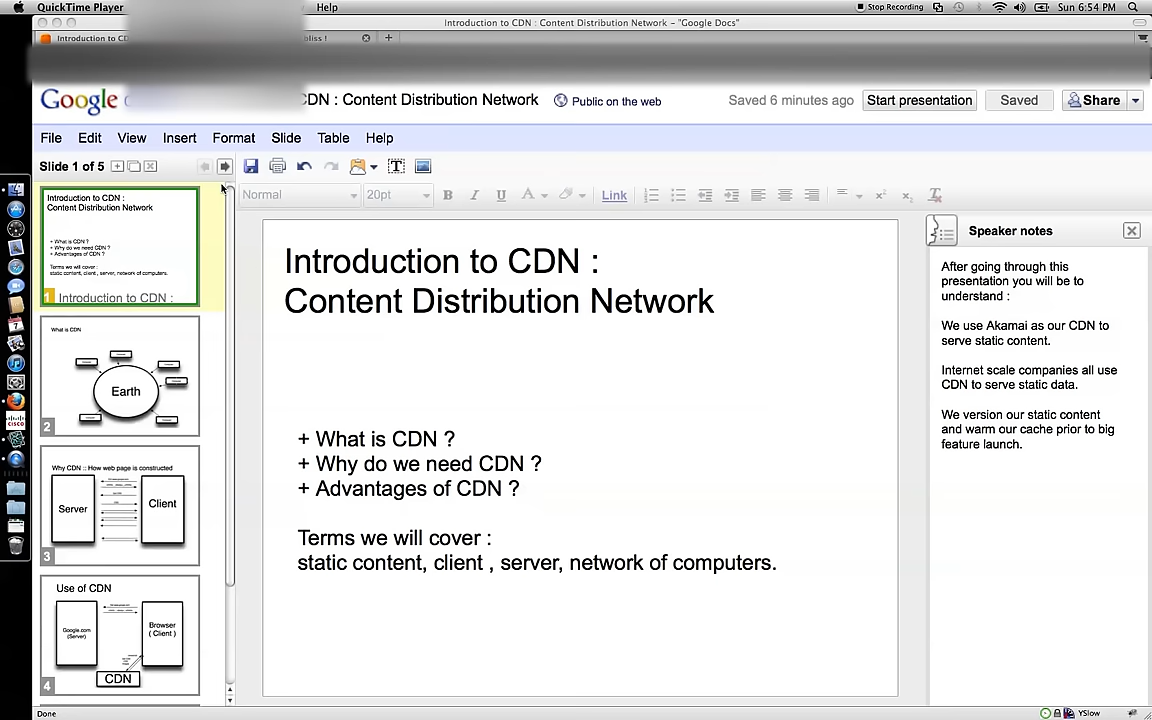 QuickTime Player
Help
Stop Recording
Sun 6:54 PM
Introduction to CDN : Content Distribution Network - "Google Docs"
Introduction to CD
bliss !
Google
CDN : Content Distribution Network
Public on the web
Saved 6 minutes ago
Start presentation
Saved
Share
File Edit View Insert Format Slide Table Help
Slide 1 of 5
Normal
20pt
B I U A
Link
Introduction to CDN :
Content Distribution Network
+ What is CDN ?
+ Why do we need CDN ?
+ Advantages of CDN ?
Terms we will cover :
static content, client , server, network of computers.
1 Introduction to CDN :
What is CDN
Earth
2
Why CDN :: How web page is constructed
Server
Client
3
Use of CDN
Google.com
(Server)
Browser
( Client )
CDN
4
Introduction to CDN :
Content Distribution Network
+ What is CDN ?
+ Why do we need CDN ?
+ Advantages of CDN ?
Terms we will cover :
static content, client , server, network of computers.
Speaker notes
After going through this
presentation you will be to
understand :
We use Akamai as our CDN to
serve static content.
Internet scale companies all use
CDN to serve static data.
We version our static content
and warm our cache prior to big
feature launch.
Done
YSlow